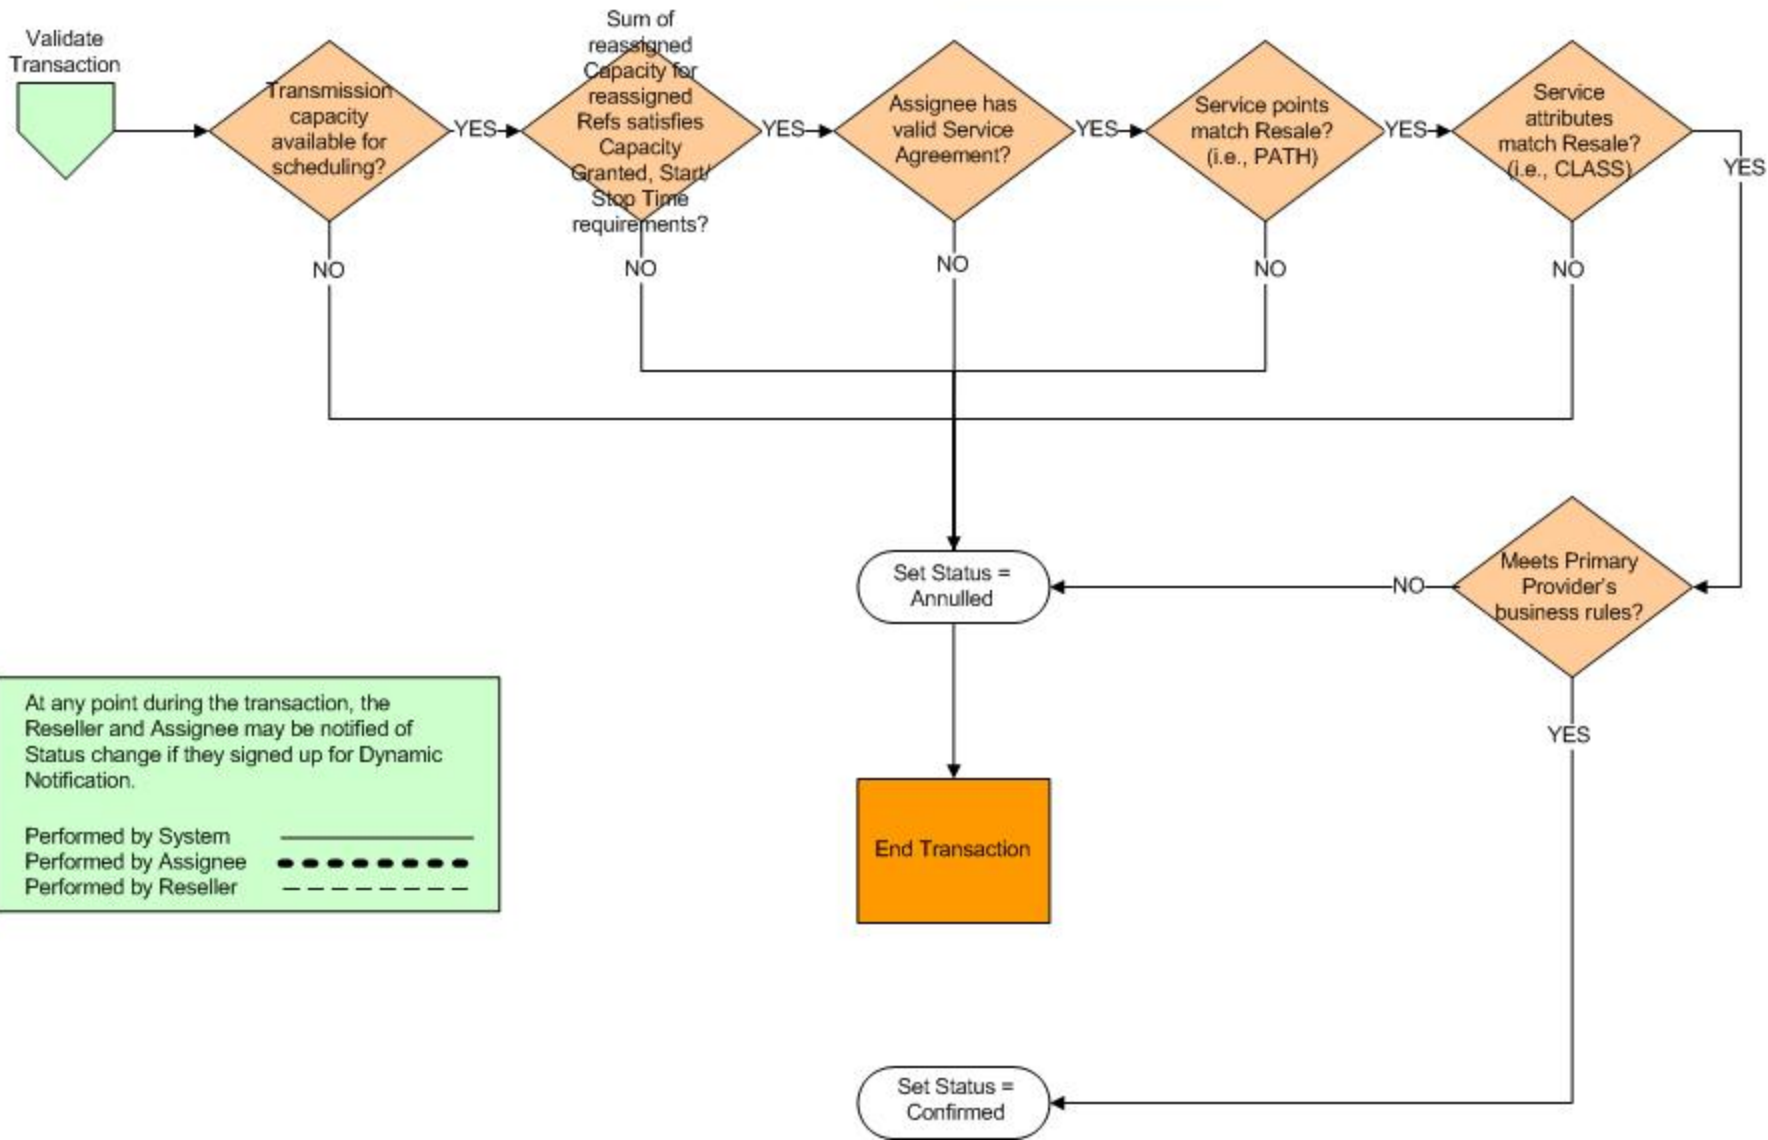 Validate
Transaction
Transmission
capacity
available for
scheduling?
YES
Sum of
reassigned
Capacity for
reassigned
Refs satisfies
Capacity
Granted, Start/
Stop Time
requirements?
YES
Assignee has
valid Service
Agreement?
YES
Service points
match Resale?
(i.e., PATH)
YES
Service
attributes
match Resale?
(i.e., CLASS)
YES
NO
NO
NO
NO
NO
Set Status =
Annulled
NO
Meets Primary
Provider's
business rules?
YES
At any point during the transaction, the
Reseller and Assignee may be notified of
Status change if they signed up for Dynamic
Notification.
Performed by System
Performed by Assignee
Performed by Reseller
End Transaction
Set Status =
Confirmed